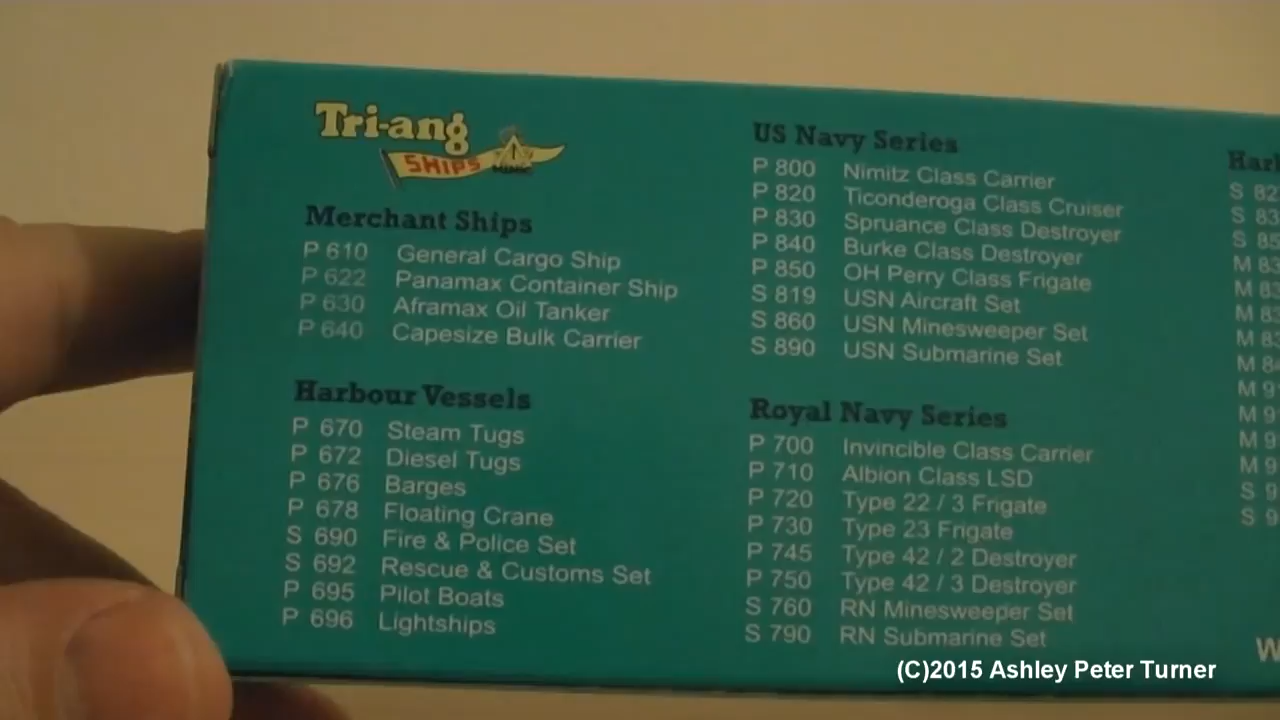 Tri-ang
SHIPS
MINIC
Merchant Ships
P 610 General Cargo Ship
P 622 Panamax Container Ship
P 630 Aframax Oil Tanker
P 640 Capesize Bulk Carrier
Harbour Vessels
P 670 Steam Tugs
P 672 Diesel Tugs
P 676 Barges
P 678 Floating Crane
S 690 Fire & Police Set
S 692 Rescue & Customs Set
P 695 Pilot Boats
P 696 Lightships
US Navy Series
P 800 Nimitz Class Carrier
P 820 Ticonderoga Class Cruiser
P 830 Spruance Class Destroyer
P 840 Burke Class Destroyer
P 850 OH Perry Class Frigate
S 819 USN Aircraft Set
S 860 USN Minesweeper Set
S 890 USN Submarine Set
Royal Navy Series
P 700 Invincible Class Carrier
P 710 Albion Class LSD
P 720 Type 22 / 3 Frigate
P 730 Type 23 Frigate
P 745 Type 42 / 2 Destroyer
P 750 Type 42 / 3 Destroyer
S 760 RN Minesweeper Set
S 790 RN Submarine Set
(C)2015 Ashley Peter Turner